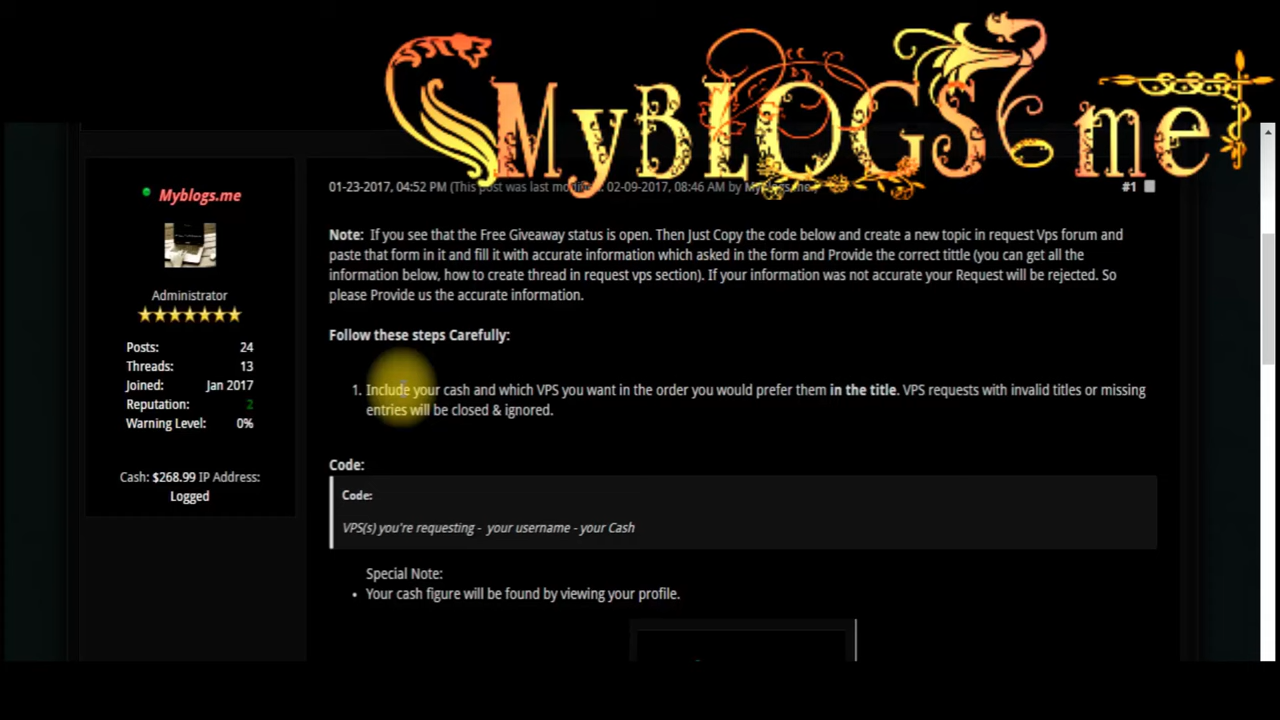 MyBLOGS me
Myblogs.me
Administrator
Posts: 24
Threads: 13
Joined: Jan 2017
Reputation: 2
Warning Level: 0%
Cash: $268.99 IP Address:
Logged
01-23-2017, 04:52 PM (This post was last 02-09-2017, 08:46 AM by
#1
Note: If you see that the Free Giveaway status is open. Then Just Copy the code below and create a new topic in request Vps forum and
paste that form in it and fill it with accurate information which asked in the form and Provide the correct tittle (you can get all the
information below, how to create thread in request vps section). If your information was not accurate your Request will be rejected. So
please Provide us the accurate information.
Follow these steps Carefully:
1. Include your cash and which VPS you want in the order you would prefer them in the title. VPS requests with invalid titles or missing
entries will be closed & ignored.
Code:
Code:
VPS(s) you're requesting - your username - your Cash
Special Note:
• Your cash figure will be found by viewing your profile.